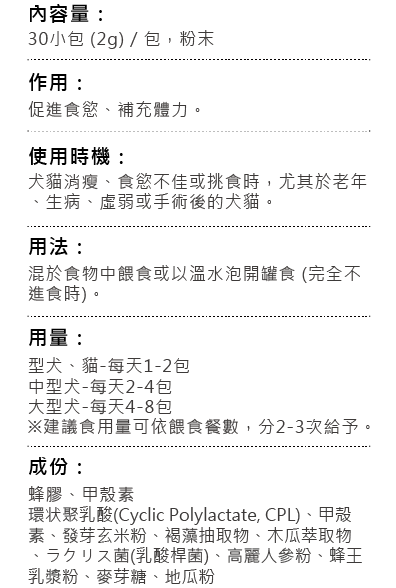 內容量：
30小包 (2g) / 包，粉末
作用：
促進食慾、補充體力。
使用時機：
犬貓消瘦、食慾不佳或挑食時，尤其於老年
、生病、虛弱或手術後的犬貓。
用法：
混於食物中餵食或以溫水泡開罐食 (完全不
進食時)。
用量：
型犬、貓-每天1-2包
中型犬-每天2-4包
大型犬-每天4-8包
※建議食用量可依餵食餐數，分2-3次給予。
成份：
蜂膠、甲殼素
環状聚乳酸(Cyclic Polylactate, CPL)、甲殼
素、發芽玄米粉、褐藻抽取物、木瓜萃取物
、ラクリス菌(乳酸桿菌)、高麗人參粉、蜂王
乳漿粉、麥芽糖、地瓜粉